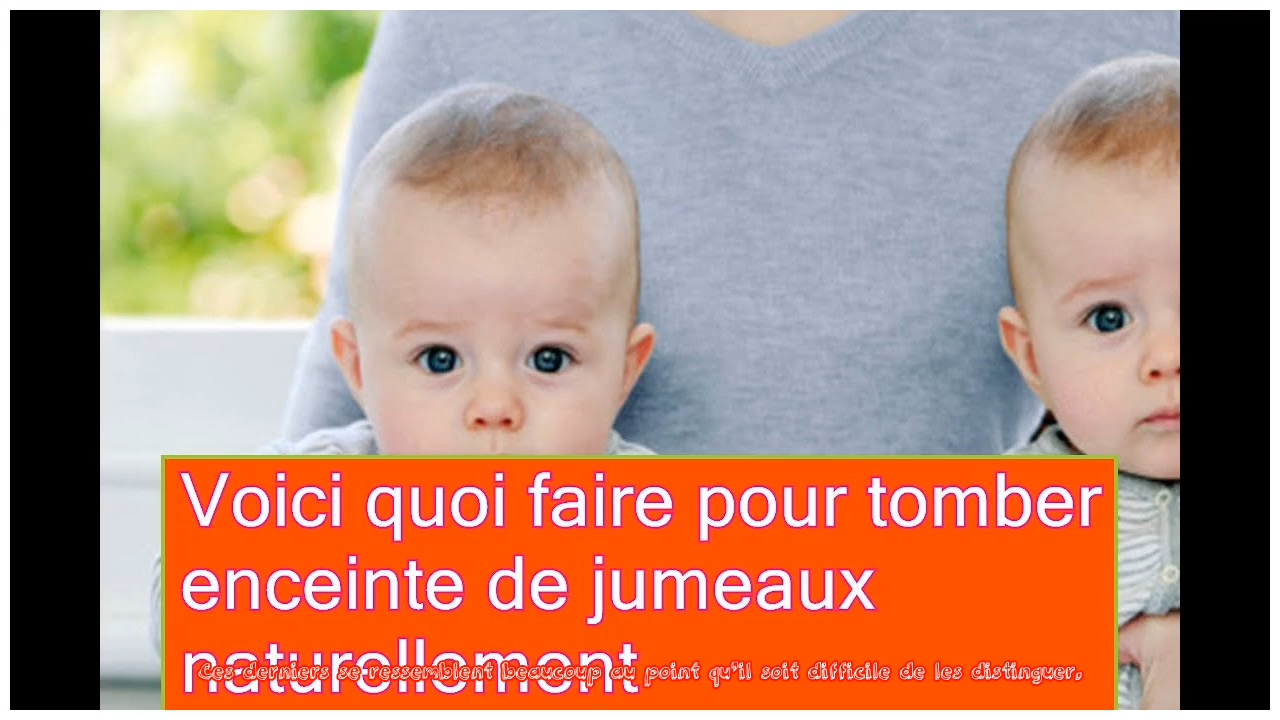 Voici quoi faire pour tomber
enceinte de jumeaux
naturellement
Ces derniers se ressemblent beaucoup au point qu'il soit difficile de les distinguer.